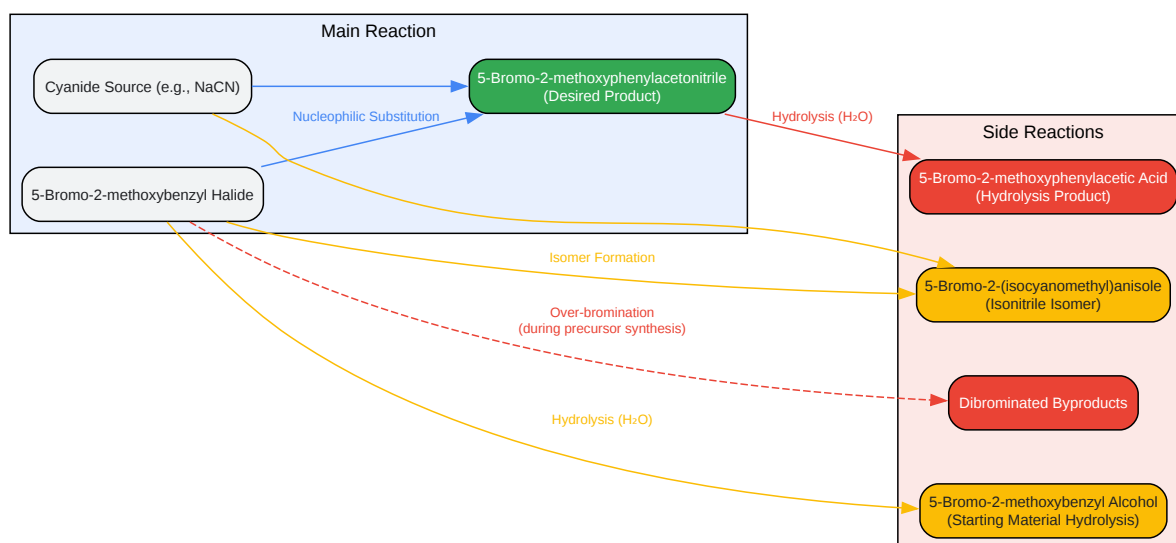 Main Reaction
Cyanide Source (e.g., NaCN)
5-Bromo-2-methoxyphenylacetonitrile
(Desired Product)
Nucleophilic Substitution
5-Bromo-2-methoxybenzyl Halide
Hydrolysis (H₂O)
Side Reactions
5-Bromo-2-methoxyphenylacetic Acid
(Hydrolysis Product)
Isomer Formation
5-Bromo-2-(isocyanomethyl)anisole
(Isonitrile Isomer)
Over-bromination
(during precursor synthesis)
Dibrominated Byproducts
Hydrolysis (H₂O)
5-Bromo-2-methoxybenzyl Alcohol
(Starting Material Hydrolysis)